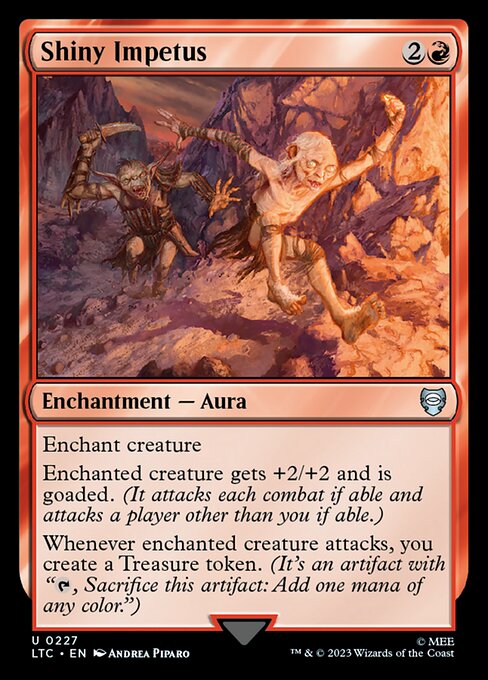 Shiny Impetus 2
Enchantment — Aura
Enchant creature
Enchanted creature gets +2/+2 and is
goaded. (It attacks each combat if able and
attacks a player other than you if able.)
Whenever enchanted creature attacks, you
create a Treasure token. (It's an artifact with
“, Sacrifice this artifact: Add one mana of
any color.”)
U 0227
LTC • EN Andrea Piparo
© MEE
™ & © 2023 Wizards of the Coast